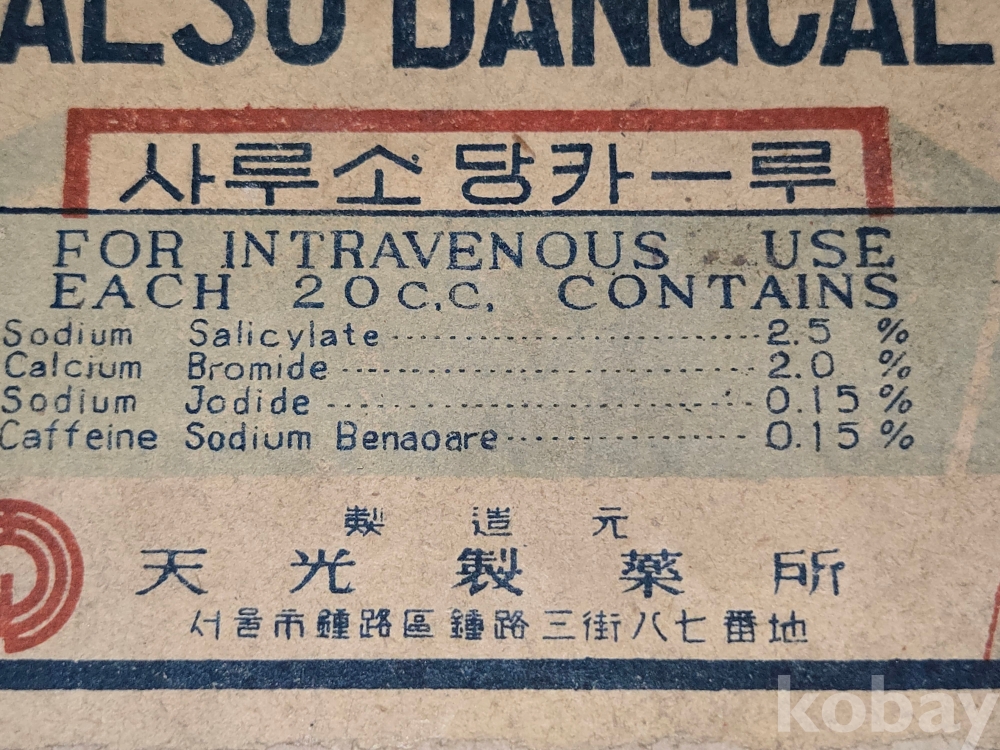 ALSO DANGCAL
사루소당카ー루
FOR INTRAVENOUS USE
EACH 20 C.C. CONTAINS
Sodium Salicylate 2.5 %
Calcium Bromide 2.0 %
Sodium Jodide 0.15 %
Caffeine Sodium Benaoare 0.15 %
製造元
天光製薬所
서울市鍾路區鍾路三街八七番地
kobay